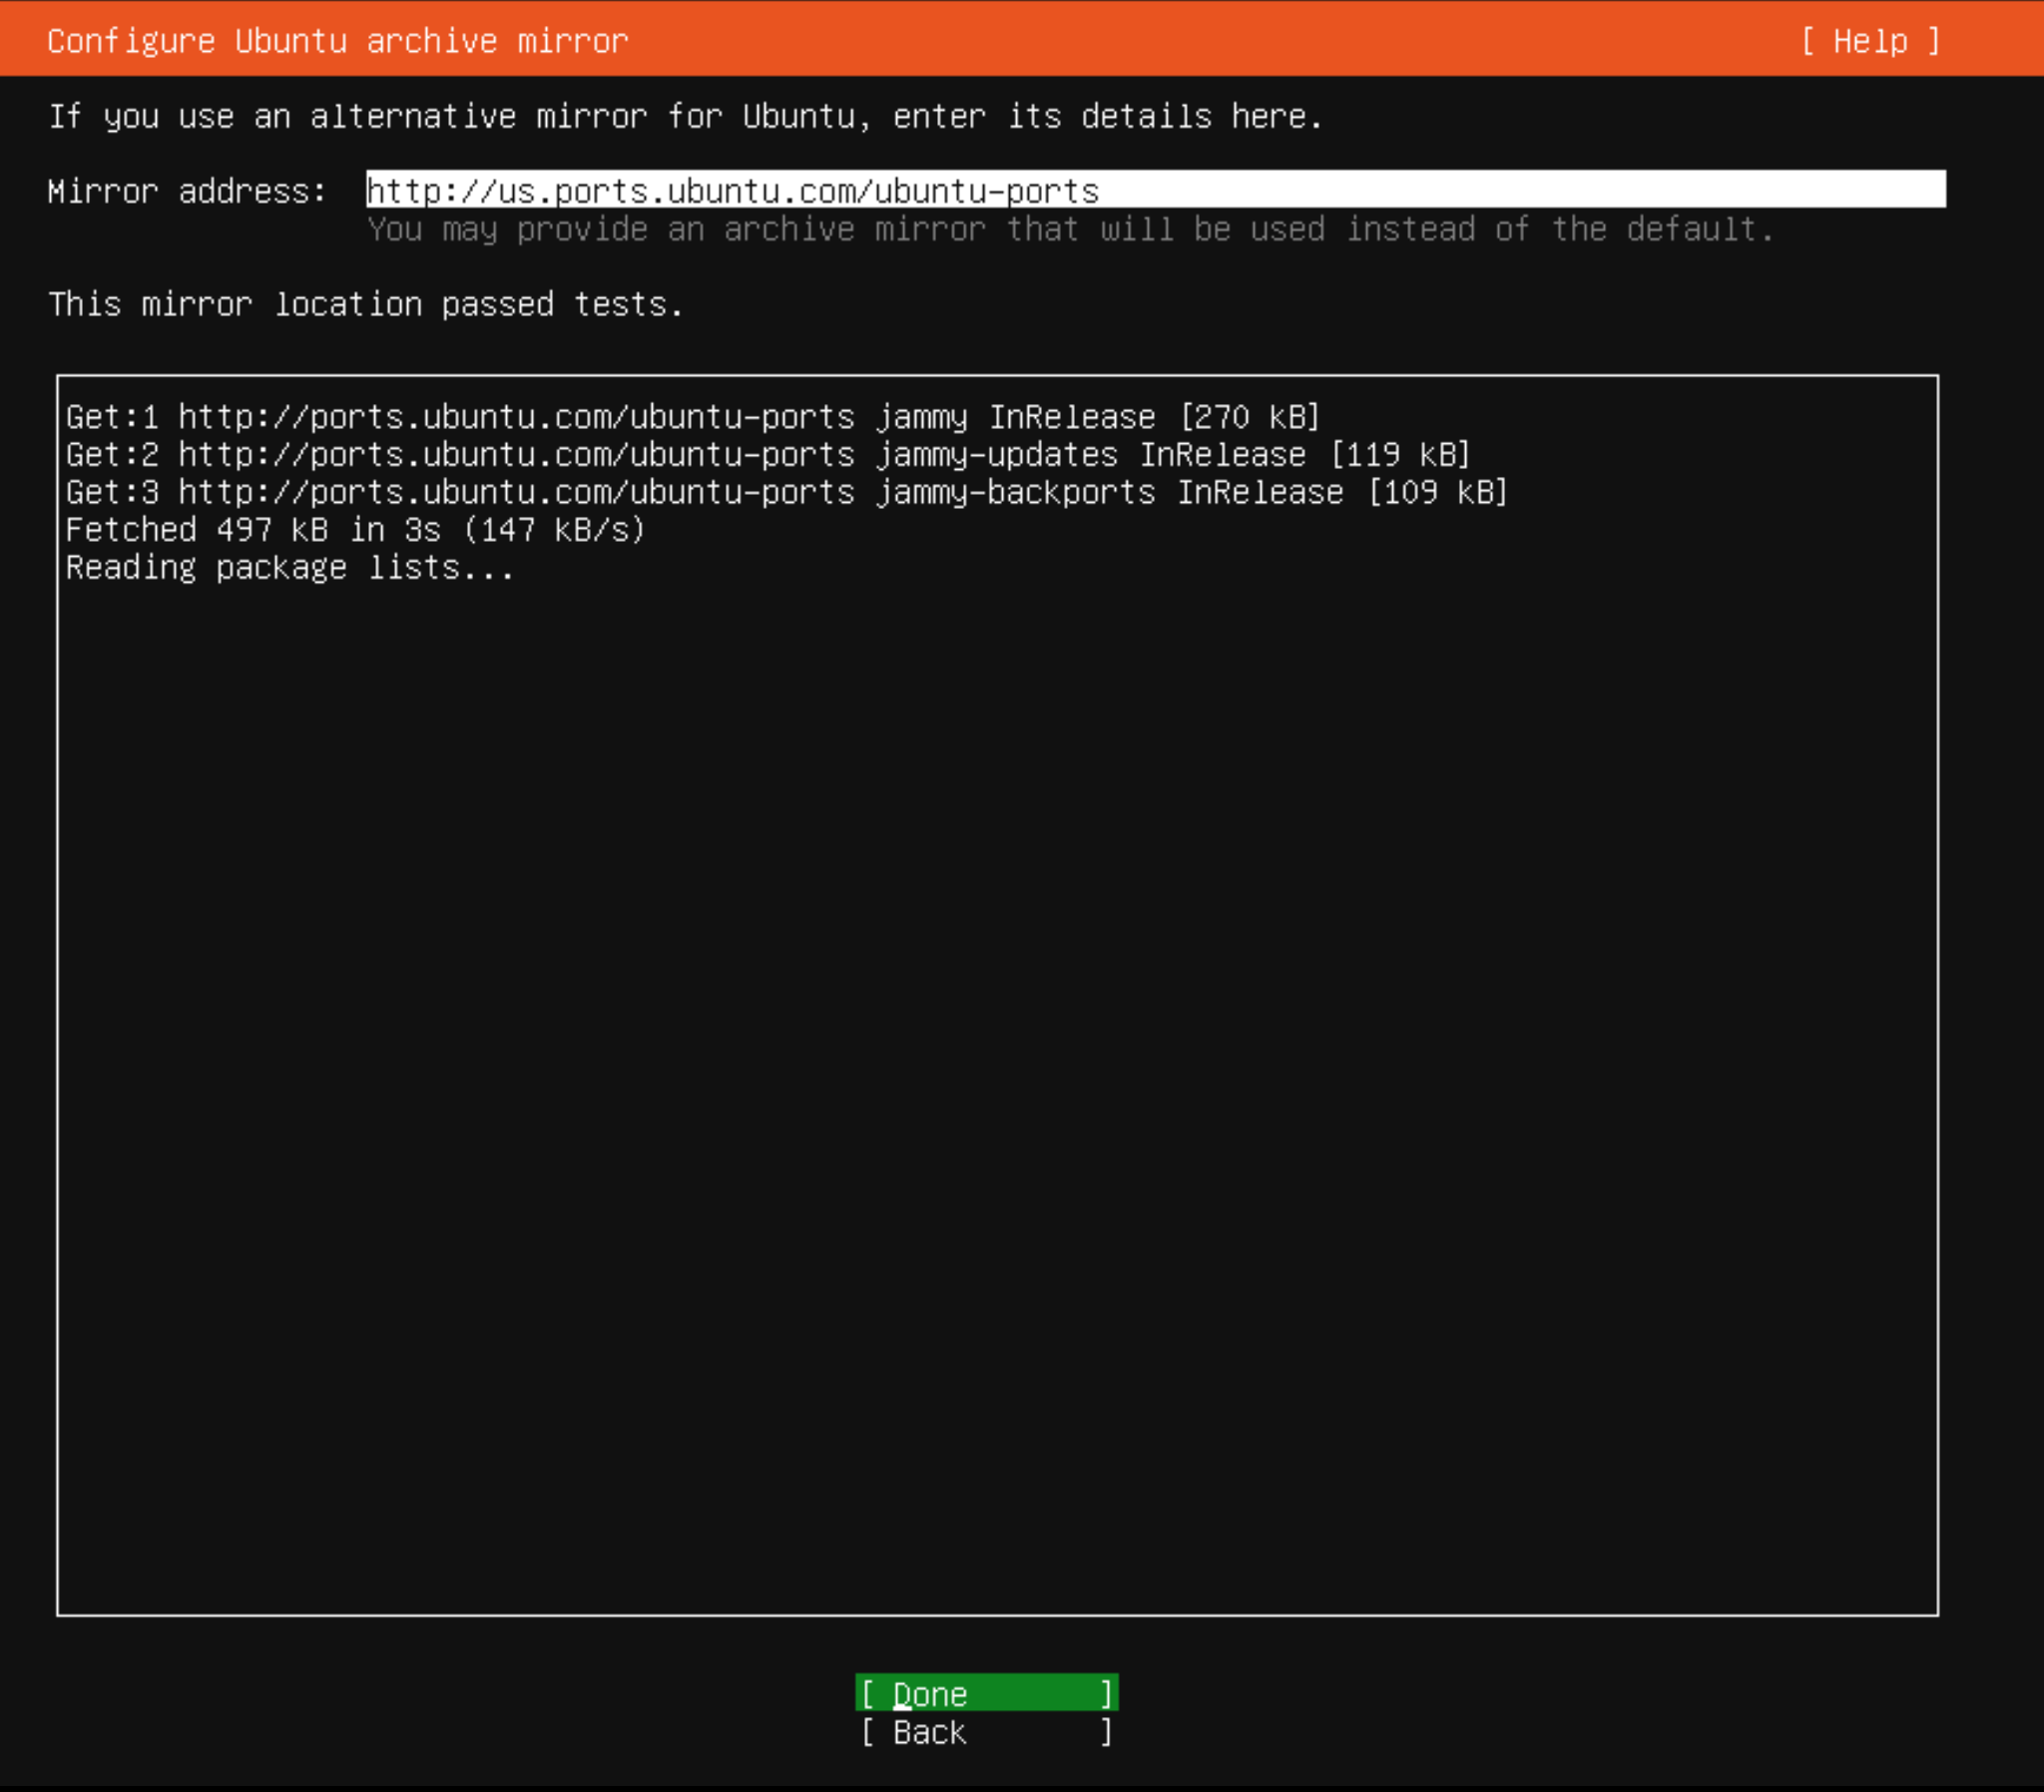 Configure Ubuntu archive mirror [ Help ]
If you use an alternative mirror for Ubuntu, enter its details here.
Mirror address: http://us.ports.ubuntu.com/ubuntu-ports
You may provide an archive mirror that will be used instead of the default.
This mirror location passed tests.
Get:1 http://ports.ubuntu.com/ubuntu-ports jammy InRelease [270 kB]
Get:2 http://ports.ubuntu.com/ubuntu-ports jammy-updates InRelease [119 kB]
Get:3 http://ports.ubuntu.com/ubuntu-ports jammy-backports InRelease [109 kB]
Fetched 497 kB in 3s (147 kB/s)
Reading package lists...
[ Done ]
[ Back ]